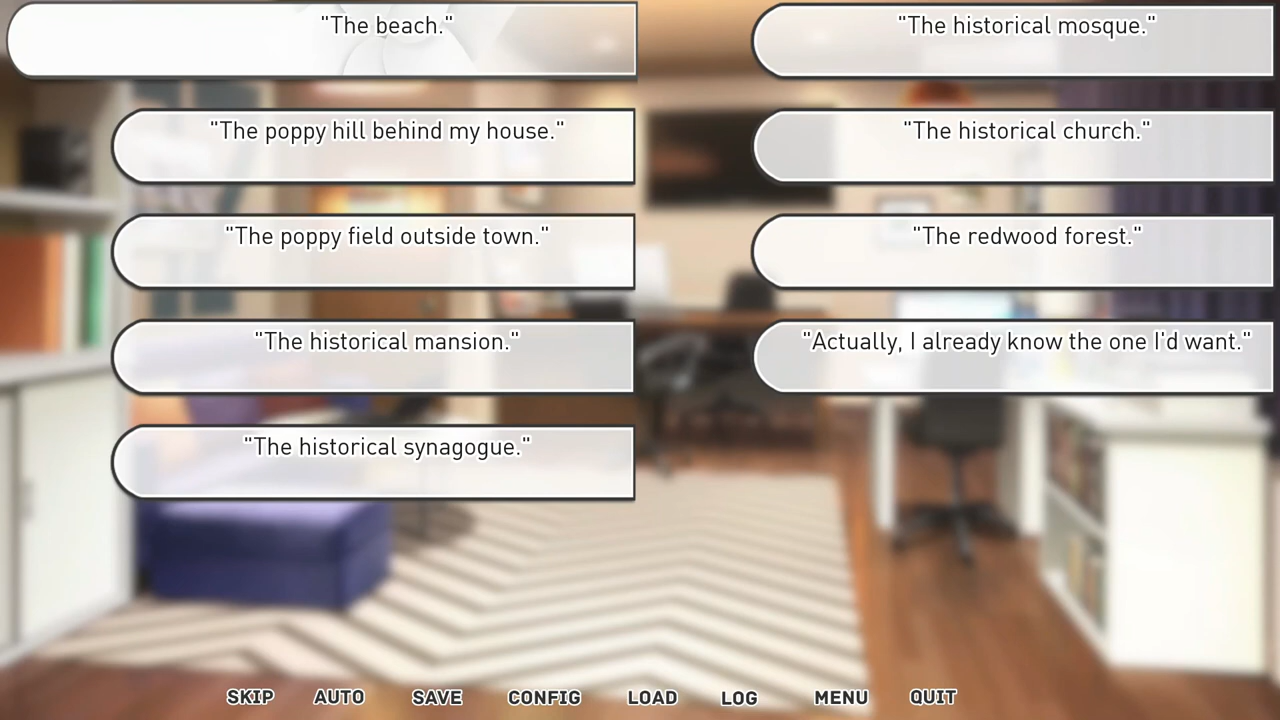 "The beach."
"The poppy hill behind my house."
"The poppy field outside town."
"The historical mansion."
"The historical synagogue."
"The historical mosque."
"The historical church."
"The redwood forest."
"Actually, I already know the one I'd want."
SKIP AUTO SAVE CONFIG LOAD LOG MENU QUIT